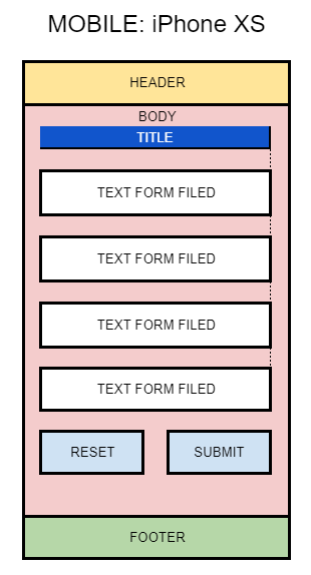 MOBILE: iPhone XS
HEADER
BODY
TITLE
TEXT FORM FILED
TEXT FORM FILED
TEXT FORM FILED
TEXT FORM FILED
RESET SUBMIT
FOOTER